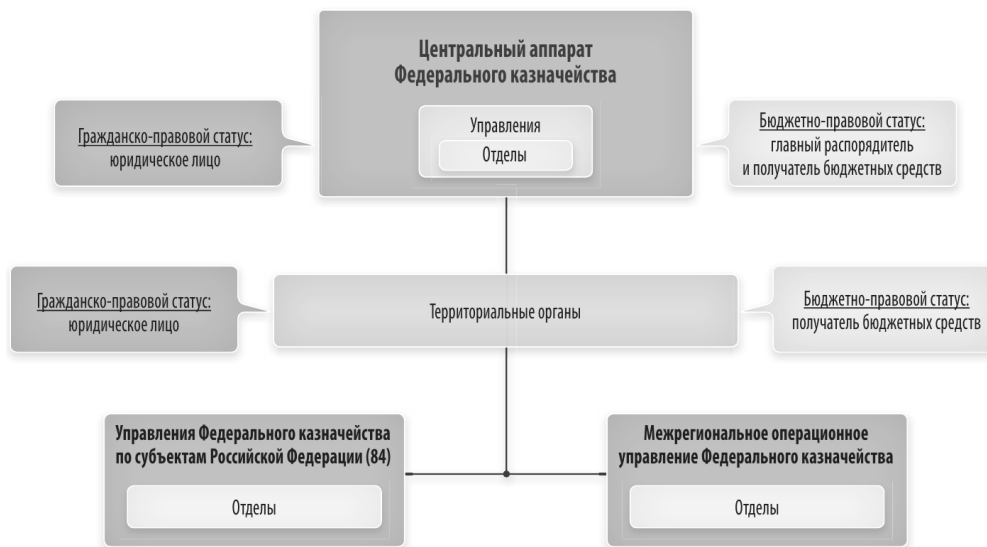 Центральный аппарат
Федерального казначейства
Управления
Отделы
Гражданско-правовой статус:
юридическое лицо
Бюджетно-правовой статус:
главный распорядитель
и получатель бюджетных средств
Гражданско-правовой статус:
юридическое лицо
Территориальные органы
Бюджетно-правовой статус:
получатель бюджетных средств
Управления Федерального казначейства
по субъектам Российской Федерации (84)
Отделы
Межрегиональное операционное
управление Федерального казначейства
Отделы